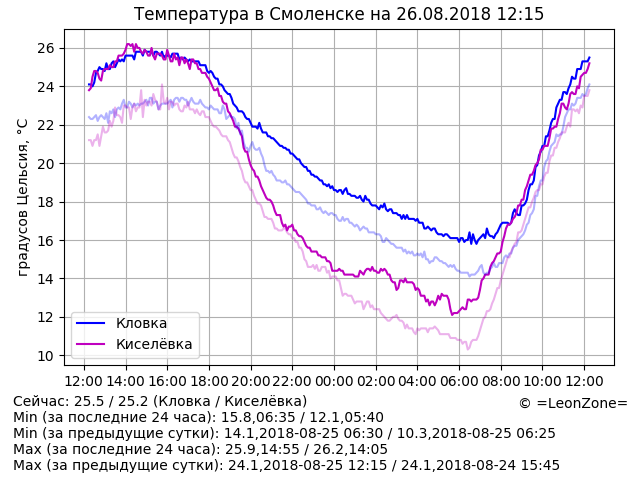 Температура в Смоленске на 26.08.2018 12:15
градусов Цельсия, °C
26
24
22
20
18
16
14
12
10
Кловка
Киселёвка
12:00 14:00 16:00 18:00 20:00 22:00 00:00 02:00 04:00 06:00 08:00 10:00 12:00
Сейчас: 25.5 / 25.2 (Кловка / Киселёвка)
© =LeonZone=
Min (за последние 24 часа): 15.8,06:35 / 12.1,05:40
Min (за предыдущие сутки): 14.1,2018-08-25 06:30 / 10.3,2018-08-25 06:25
Max (за последние 24 часа): 25.9,14:55 / 26.2,14:05
Max (за предыдущие сутки): 24.1,2018-08-25 12:15 / 24.1,2018-08-24 15:45